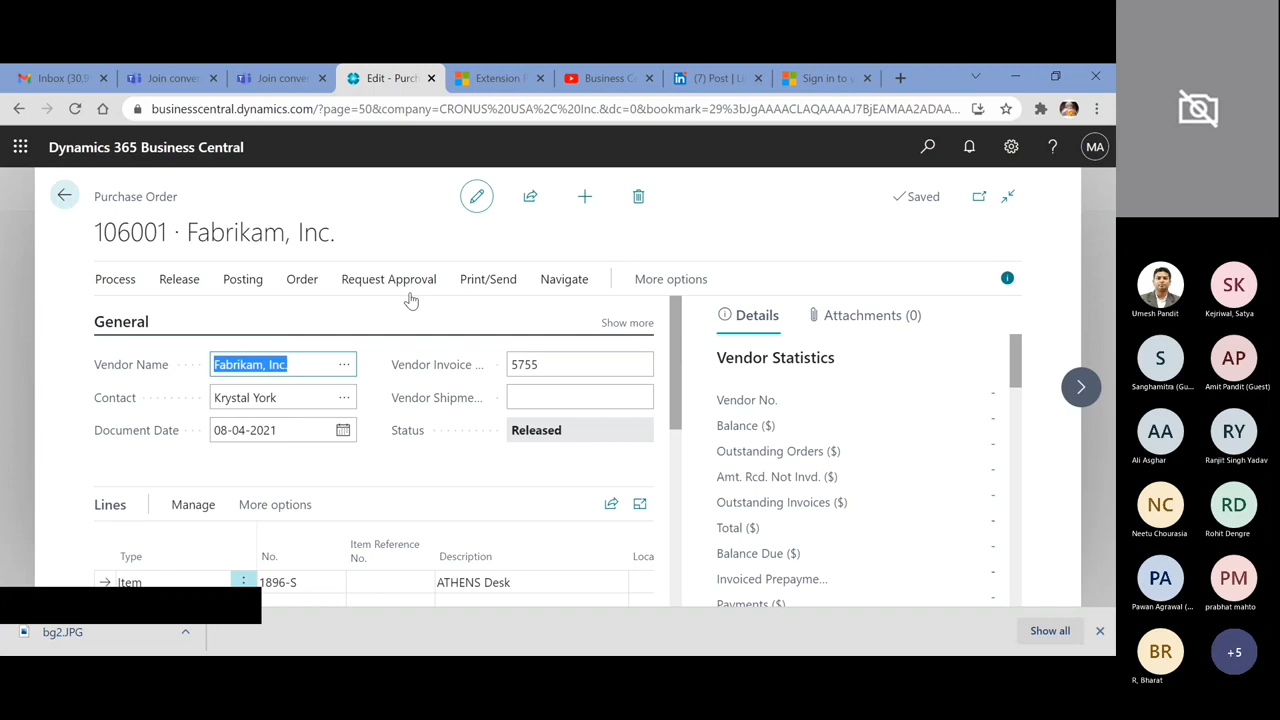 Inbox (30,9
Join conver
Join conver
Edit - Purch
Extension F
Business Ce
(7) Post | Li
Sign in to y
businesscentral.dynamics.com/?page=50&company=CRONUS%20USA%2C%20Inc.&dc=0&bookmark=29%3bJgAAAACLAQAAAAJ7BjEAMAA2ADAA...
Dynamics 365 Business Central
MA
Purchase Order
Saved
106001 · Fabrikam, Inc.
Process Release Posting Order Request Approval Print/Send Navigate More options
General
Show more
Vendor Name Fabrikam, Inc. ...
Vendor Invoice ... 5755
Contact Krystal York ...
Vendor Shipme...
Document Date 08-04-2021
Status Released
Lines Manage More options
Type No. Item Reference No. Description Loca
Item 1896-S ATHENS Desk
Details Attachments (0)
Vendor Statistics
Vendor No. -
Balance ($) -
Outstanding Orders ($) -
Amt. Rcd. Not Invd. ($) -
Outstanding Invoices ($) -
Total ($) -
Balance Due ($) -
Invoiced Prepayme... -
Payments ($) -
bg2.JPG
Show all
Umesh Pandit
SK
Kejriwal, Satya
S
Sanghamitra (Gu...
AP
Amit Pandit (Guest)
AA
Ali Asghar
RY
Ranjit Singh Yadav
NC
Neetu Chourasia
RD
Rohit Dengre
PA
Pawan Agrawal (...
PM
prabhat mahto
BR
R, Bharat
+5